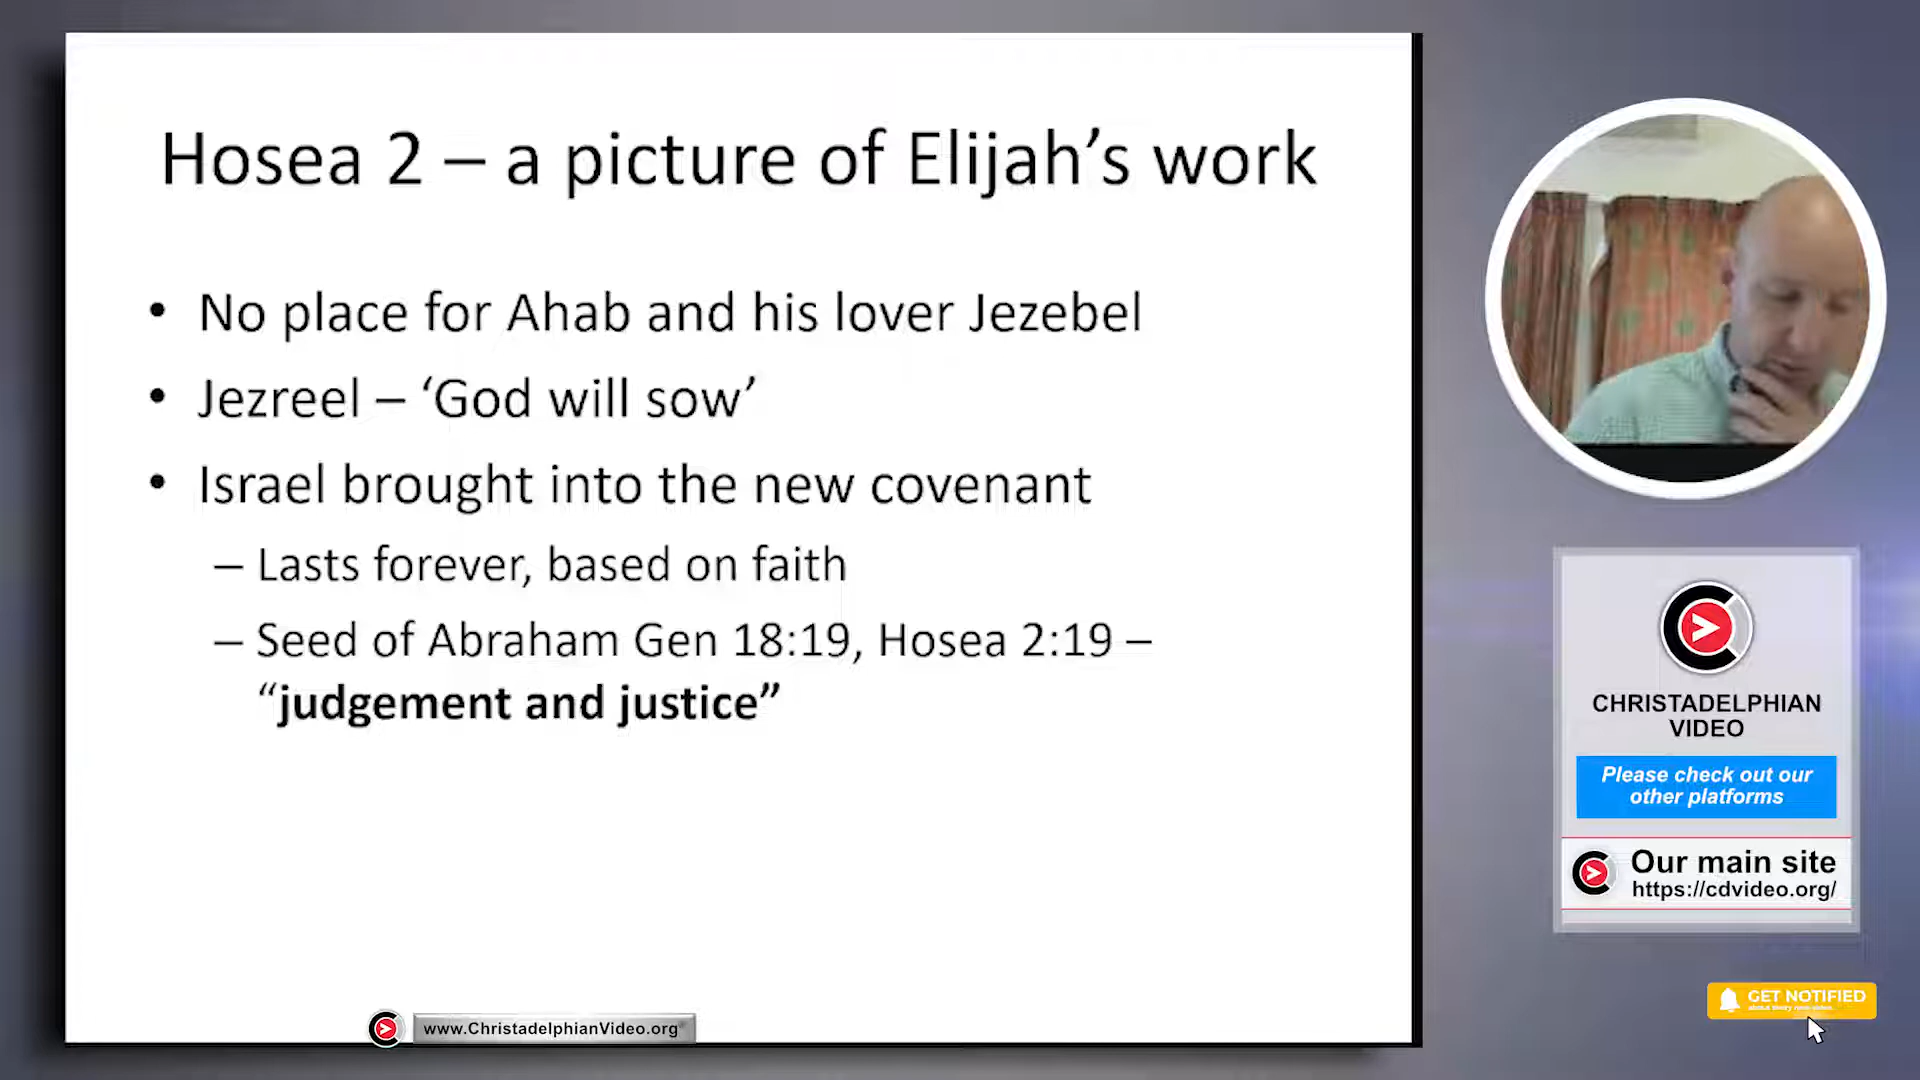 Hosea 2 – a picture of Elijah’s work
• No place for Ahab and his lover Jezebel
• Jezreel – ‘God will sow’
• Israel brought into the new covenant
– Lasts forever, based on faith
– Seed of Abraham Gen 18:19, Hosea 2:19 –
“judgement and justice”
www.ChristadelphianVideo.org
CHRISTADELPHIAN
VIDEO
Please check out our
other platforms
Our main site
https://cdvideo.org/
GET NOTIFIED